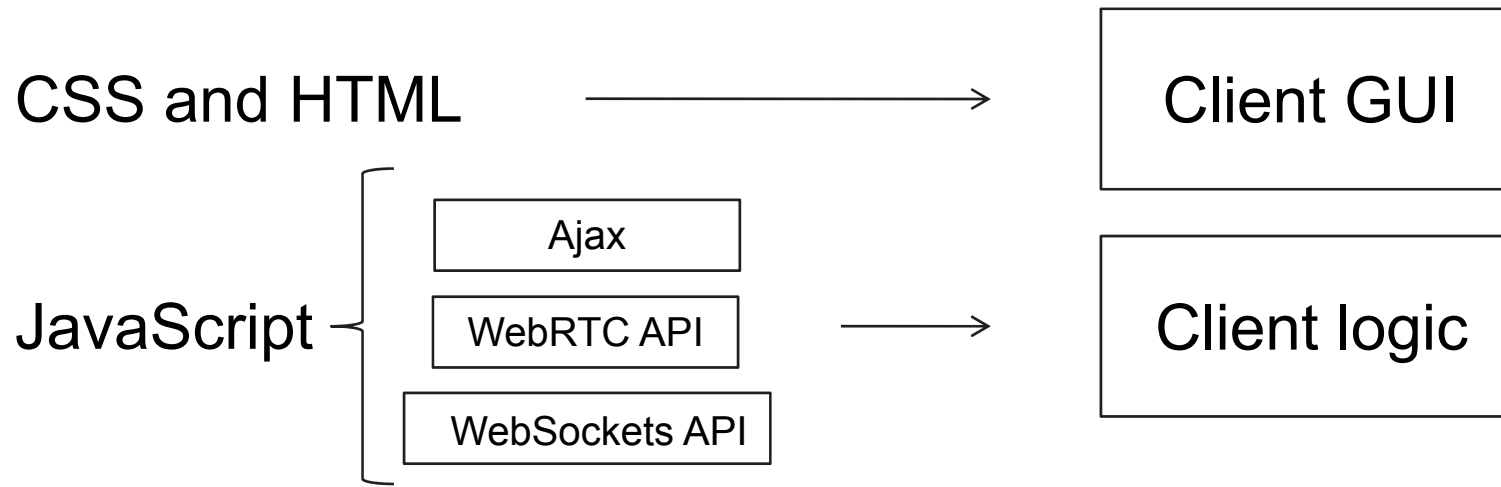 CSS and HTML
Client GUI
JavaScript
Ajax
WebRTC API
WebSockets API
Client logic